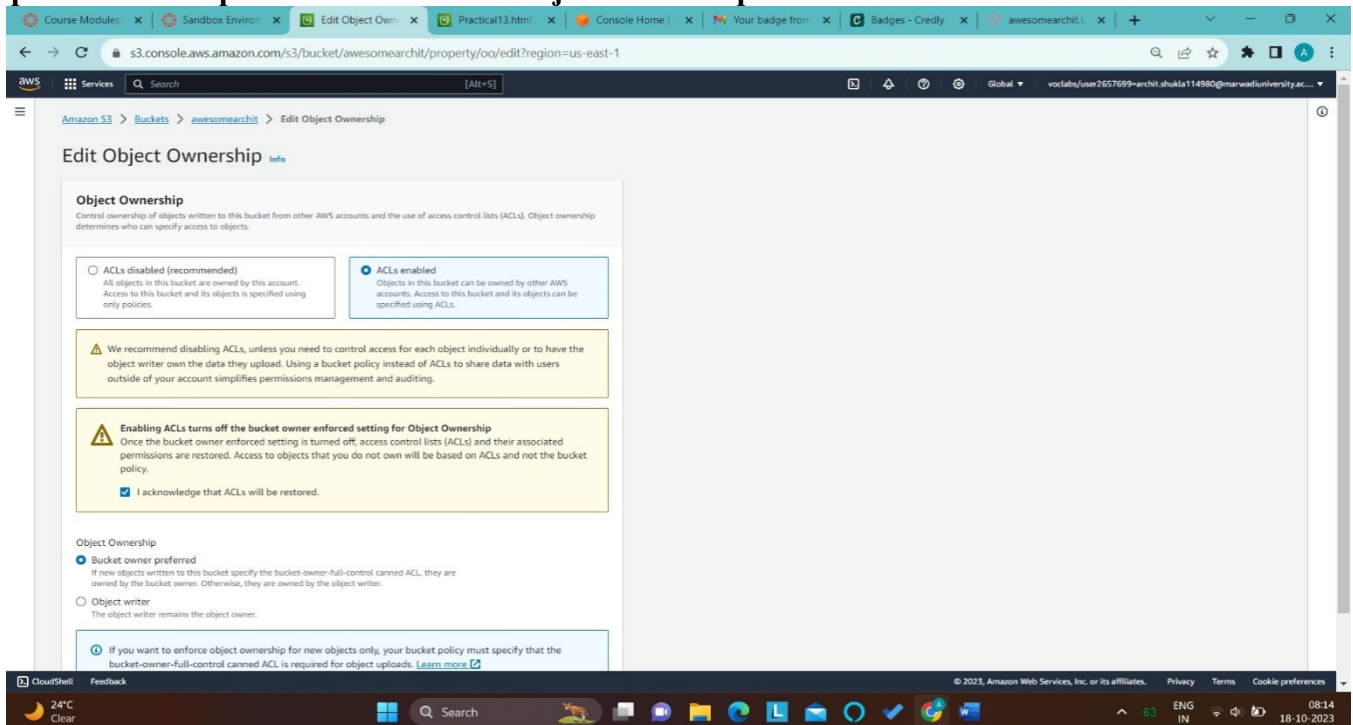 Course Modules:
Sandbox Environ
Edit Object Owne
Practical13.html
Console Home |
Your badge from
Badges - Credly
awesomearchit.s
s3.console.aws.amazon.com/s3/bucket/awesomearchit/property/oo/edit?region=us-east-1
aws
Services
Search
[Alt+S]
Global
voclabs/user2657699=archit.shukla114980@marwadiuniversity.ac....
Amazon S3 > Buckets > awesomearchit > Edit Object Ownership
Edit Object Ownership Info
Object Ownership
Control ownership of objects written to this bucket from other AWS accounts and the use of access control lists (ACLs). Object ownership
determines who can specify access to objects.
ACLs disabled (recommended)
All objects in this bucket are owned by this account.
Access to this bucket and its objects is specified using
only policies.
ACLs enabled
Objects in this bucket can be owned by other AWS
accounts. Access to this bucket and its objects can be
specified using ACLs.
We recommend disabling ACLs, unless you need to control access for each object individually or to have the
object writer own the data they upload. Using a bucket policy instead of ACLs to share data with users
outside of your account simplifies permissions management and auditing.
Enabling ACLs turns off the bucket owner enforced setting for Object Ownership
Once the bucket owner enforced setting is turned off, access control lists (ACLs) and their associated
permissions are restored. Access to objects that you do not own will be based on ACLs and not the bucket
policy.
I acknowledge that ACLs will be restored.
Object Ownership
Bucket owner preferred
If new objects written to this bucket specify the bucket-owner-full-control canned ACL, they are
owned by the bucket owner. Otherwise, they are owned by the object writer.
Object writer
The object writer remains the object owner.
If you want to enforce object ownership for new objects only, your bucket policy must specify that the
bucket-owner-full-control canned ACL is required for object uploads. Learn more
CloudShell
Feedback
© 2023, Amazon Web Services, Inc. or its affiliates.
Privacy
Terms
Cookie preferences
24°C
Clear
Search
63
ENG
IN
08:14
18-10-2023